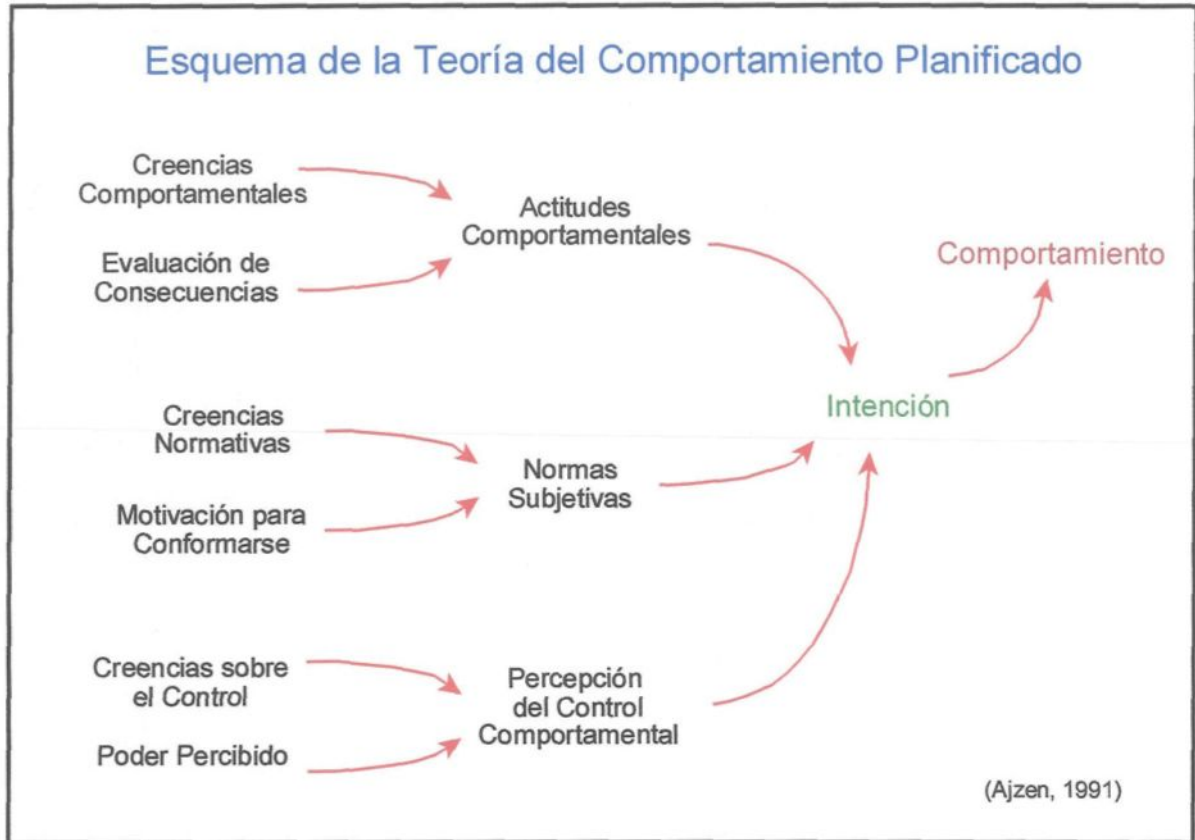 Esquema de la Teoría del Comportamiento Planificado
Creencias
Comportamentales
Evaluación de
Consecuencias
Actitudes
Comportamentales
Comportamiento
Intención
Creencias
Normativas
Motivación para
Conformarse
Normas
Subjetivas
Creencias sobre
el Control
Poder Percibido
Percepción
del Control
Comportamental
(Ajzen, 1991)